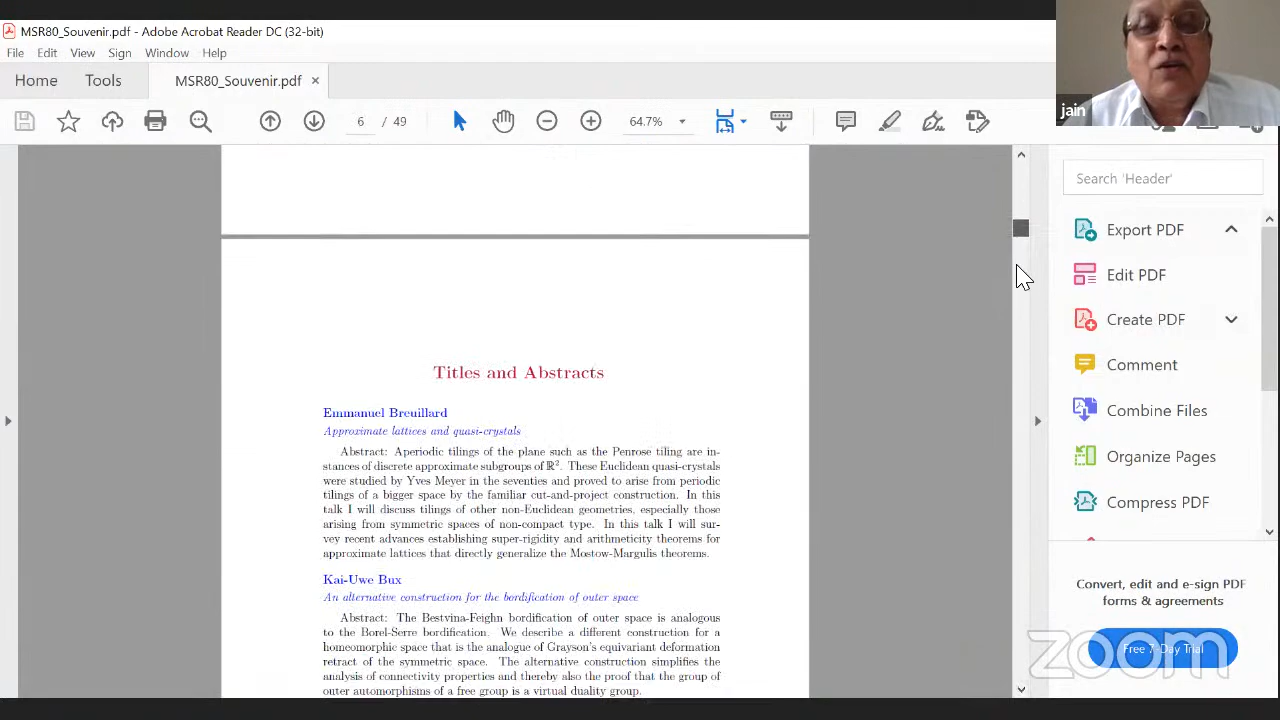 MSR80_Souvenir.pdf - Adobe Acrobat Reader DC (32-bit)
File Edit View Sign Window Help
Home Tools MSR80_Souvenir.pdf ×
6 / 49 64.7%
jain
Search 'Header'
Export PDF
Edit PDF
Create PDF
Comment
Combine Files
Organize Pages
Compress PDF
Convert, edit and e-sign PDF
forms & agreements
Free 7-Day Trial
zoom
Titles and Abstracts
Emmanuel Breuillard
Approximate lattices and quasi-crystals
Abstract: Aperiodic tilings of the plane such as the Penrose tiling are in-
stances of discrete approximate subgroups of ℝ². These Euclidean quasi-crystals
were studied by Yves Meyer in the seventies and proved to arise from periodic
tilings of a bigger space by the familiar cut-and-project construction. In this
talk I will discuss tilings of other non-Euclidean geometries, especially those
arising from symmetric spaces of non-compact type. In this talk I will sur-
vey recent advances establishing super-rigidity and arithmeticity theorems for
approximate lattices that directly generalize the Mostow-Margulis theorems.
Kai-Uwe Bux
An alternative construction for the bordification of outer space
Abstract: The Bestvina-Feighn bordification of outer space is analogous
to the Borel-Serre bordification. We describe a different construction for a
homeomorphic space that is the analogue of Grayson's equivariant deformation
retract of the symmetric space. The alternative construction simplifies the
analysis of connectivity properties and thereby also the proof that the group of
outer automorphisms of a free group is a virtual duality group.